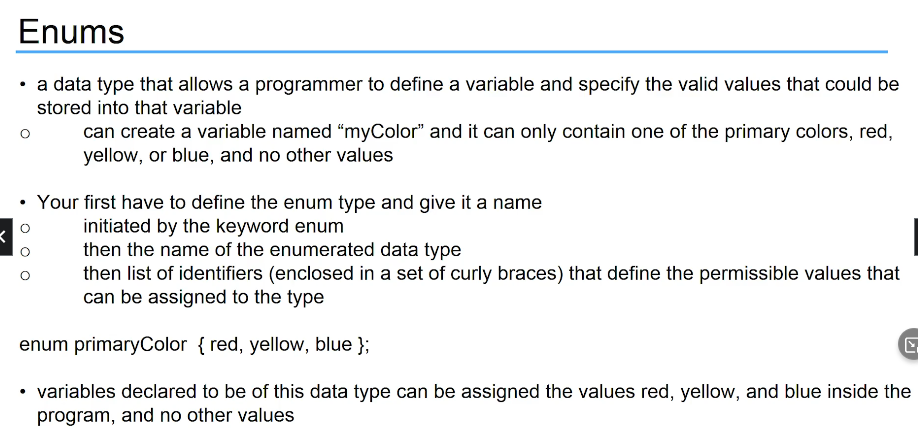 Enums
• a data type that allows a programmer to define a variable and specify the valid values that could be
stored into that variable
o can create a variable named “myColor” and it can only contain one of the primary colors, red,
yellow, or blue, and no other values
• Your first have to define the enum type and give it a name
o initiated by the keyword enum
o then the name of the enumerated data type
o then list of identifiers (enclosed in a set of curly braces) that define the permissible values that
can be assigned to the type
enum primaryColor { red, yellow, blue };
• variables declared to be of this data type can be assigned the values red, yellow, and blue inside the
program, and no other values